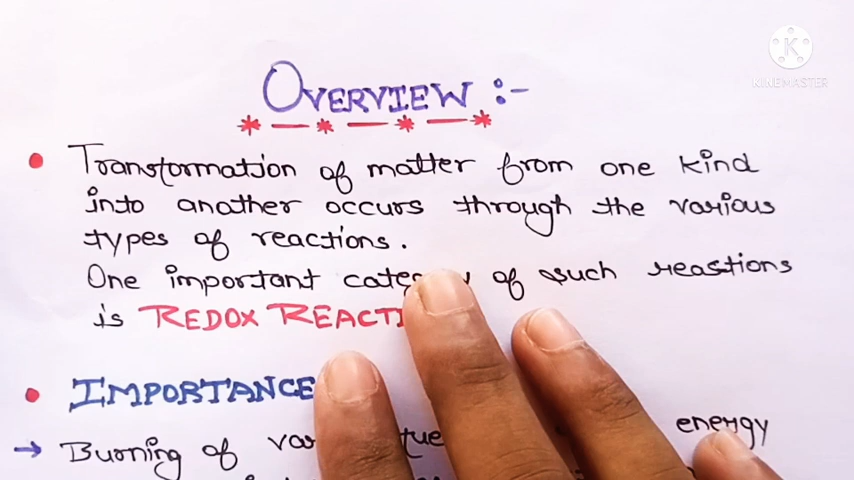 OVERVIEW :-
K
KINEMASTER
• Transformation of matter from one kind
into another occurs through the various
types of reactions.
One important of such reactions
is REDOX
• IMPORTANCE
→ Burning of energy